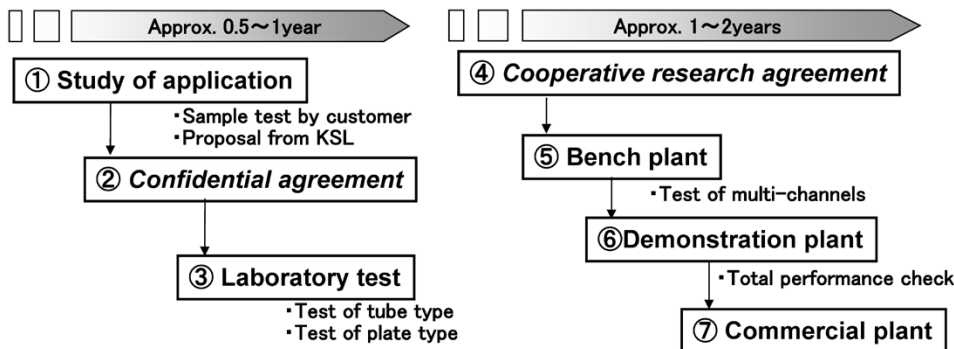 Approx. 0.5～1year
① Study of application
・Sample test by customer
・Proposal from KSL
② Confidential agreement
③ Laboratory test
・Test of tube type
・Test of plate type
Approx. 1～2years
④ Cooperative research agreement
⑤ Bench plant
・Test of multi-channels
⑥Demonstration plant
・Total performance check
⑦ Commercial plant